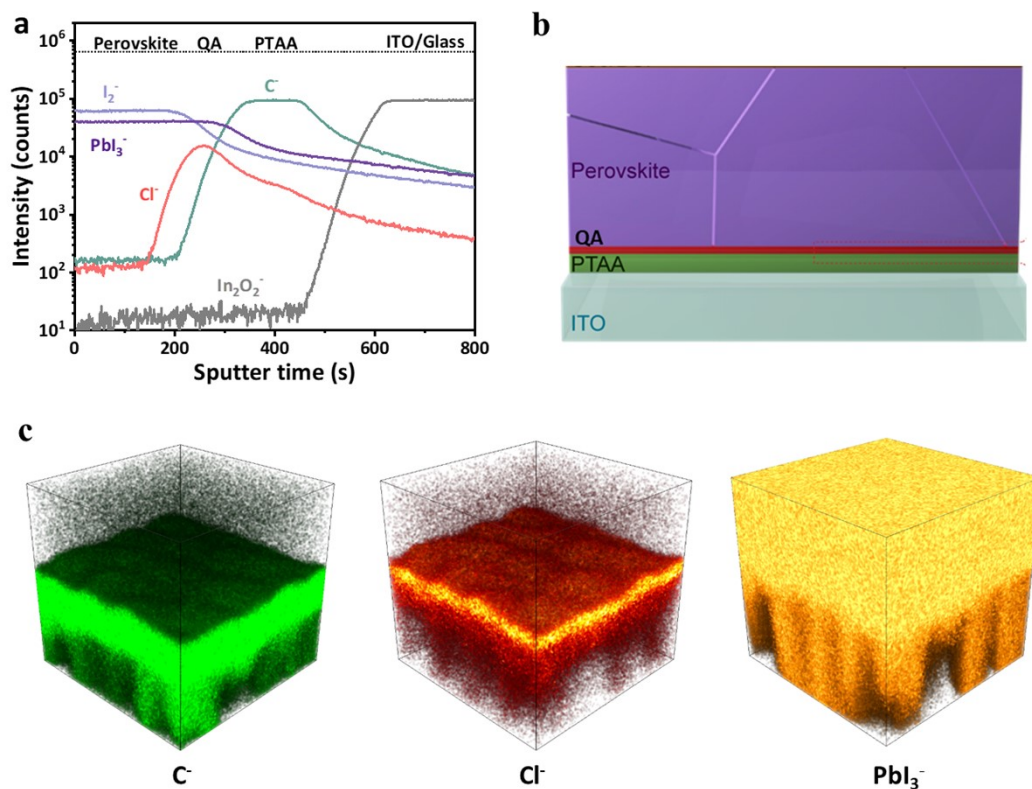 a
Perovskite QA PTAA ITO/Glass
10⁶
10⁵
10⁴
10³
10²
10¹
Intensity (counts)
I₂⁻
PbI₃⁻
Cl⁻
C⁻
In₂O₂⁻
0 200 400 600 800
Sputter time (s)
b
Perovskite
QA
PTAA
ITO
c
C⁻ Cl⁻ PbI₃⁻